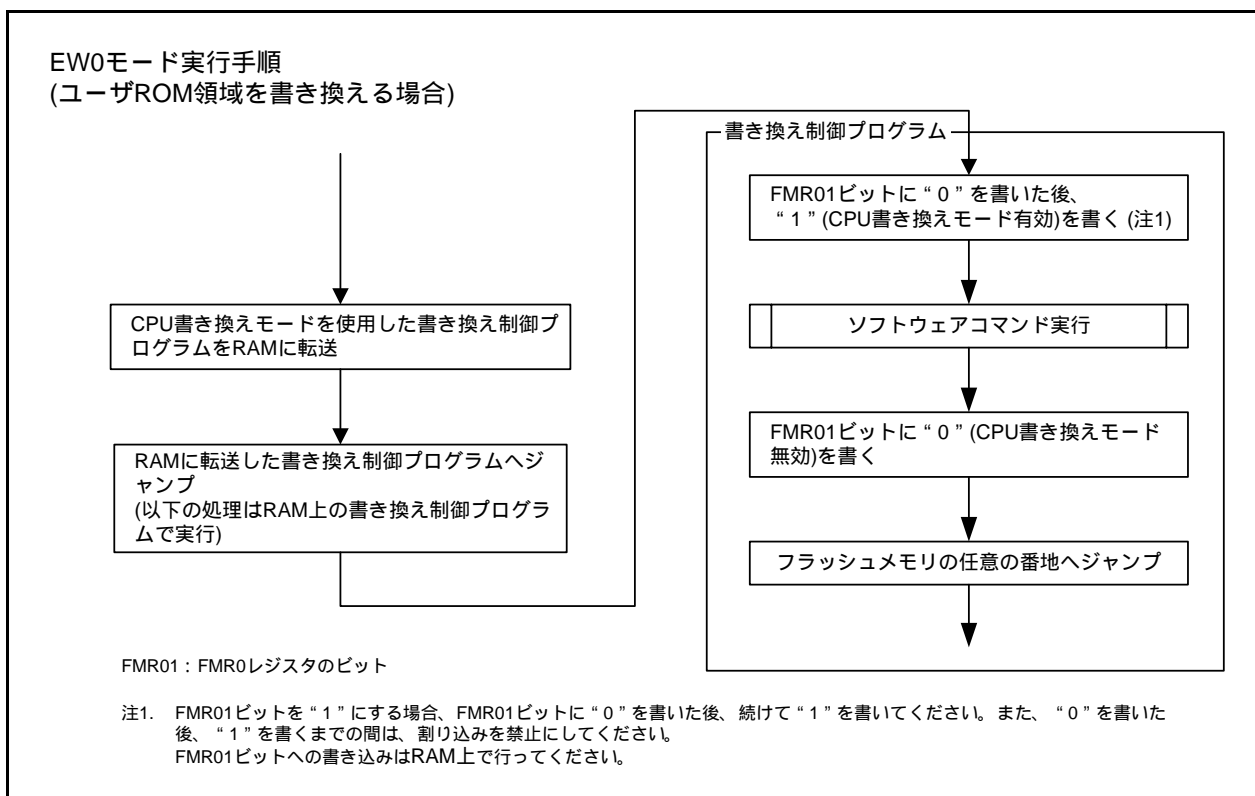 EW0モード実行手順
(ユーザROM領域を書き換える場合)
CPU書き換えモードを使用した書き換え制御プ
ログラムをRAMに転送
RAMに転送した書き換え制御プログラムへジ
ャンプ
(以下の処理はRAM上の書き換え制御プログラ
ムで実行)
書き換え制御プログラム
FMR01ビットに“0”を書いた後、
“1”(CPU書き換えモード有効)を書く (注1)
ソフトウェアコマンド実行
FMR01ビットに“0”(CPU書き換えモード
無効)を書く
フラッシュメモリの任意の番地へジャンプ
FMR01：FMR0レジスタのビット
注1. FMR01ビットを“1”にする場合、FMR01ビットに“0”を書いた後、続けて“1”を書いてください。また、“0”を書いた
後、“1”を書くまでの間は、割り込みを禁止にしてください。
FMR01ビットへの書き込みはRAM上で行ってください。